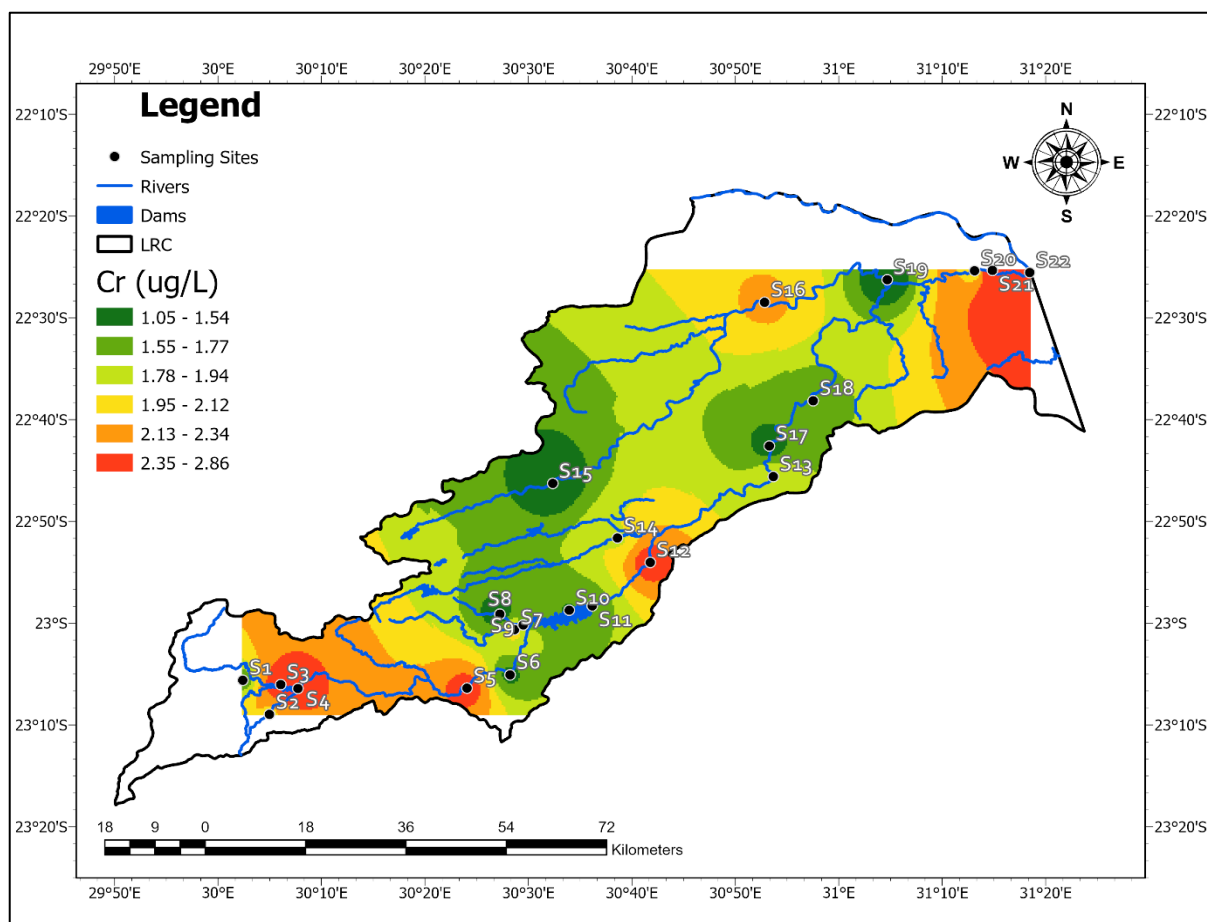 29°50'E 30°E 30°10'E 30°20'E 30°30'E 30°40'E 30°50'E 31°E 31°10'E 31°20'E
Legend
Sampling Sites
Rivers
Dams
LRC
Cr (ug/L)
1.05 - 1.54
1.55 - 1.77
1.78 - 1.94
1.95 - 2.12
2.13 - 2.34
2.35 - 2.86
N
W E
S
22°10'S 22°10'S
22°20'S 22°20'S
22°30'S 22°30'S
22°40'S 22°40'S
22°50'S 22°50'S
23°S 23°S
23°10'S 23°10'S
23°20'S 23°20'S
S20 S22
S19
S21
S16
S18
S17
S13
S15
S14
S12
S8
S10
S7
S9 S11
S1 S3
S5
S6
S2 S4
18 9 0 18 36 54 72
Kilometers
29°50'E 30°E 30°10'E 30°20'E 30°30'E 30°40'E 30°50'E 31°E 31°10'E 31°20'E